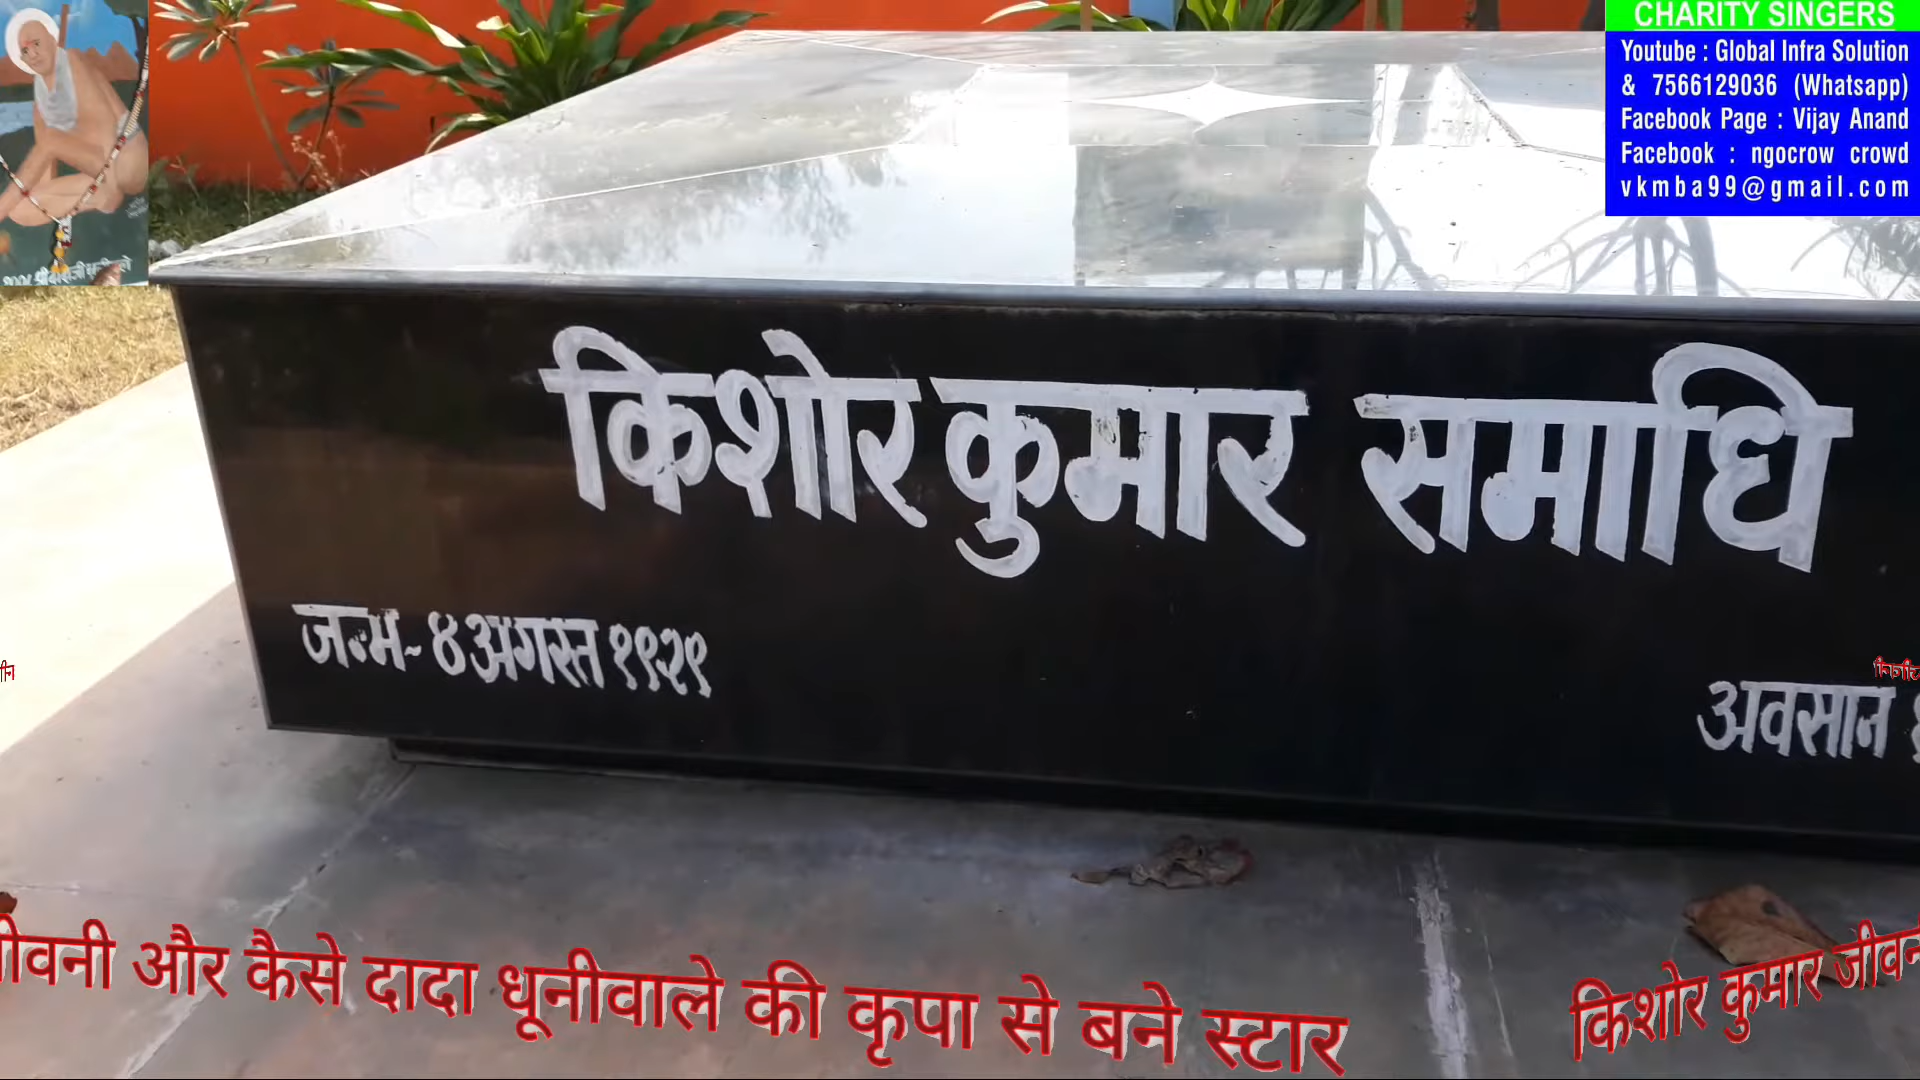 CHARITY SINGERS
Youtube : Global Infra Solution
& 7566129036 (Whatsapp)
Facebook Page : Vijay Anand
Facebook : ngocrow crowd
vkmba99@gmail.com
किशोर कुमार समाधि
जन्म- ४ अगस्त १९२९
अवसान
ीवनी और कैसे दादा धूनीवाले की कृपा से बने स्टार
किशोर कुमार जीवन